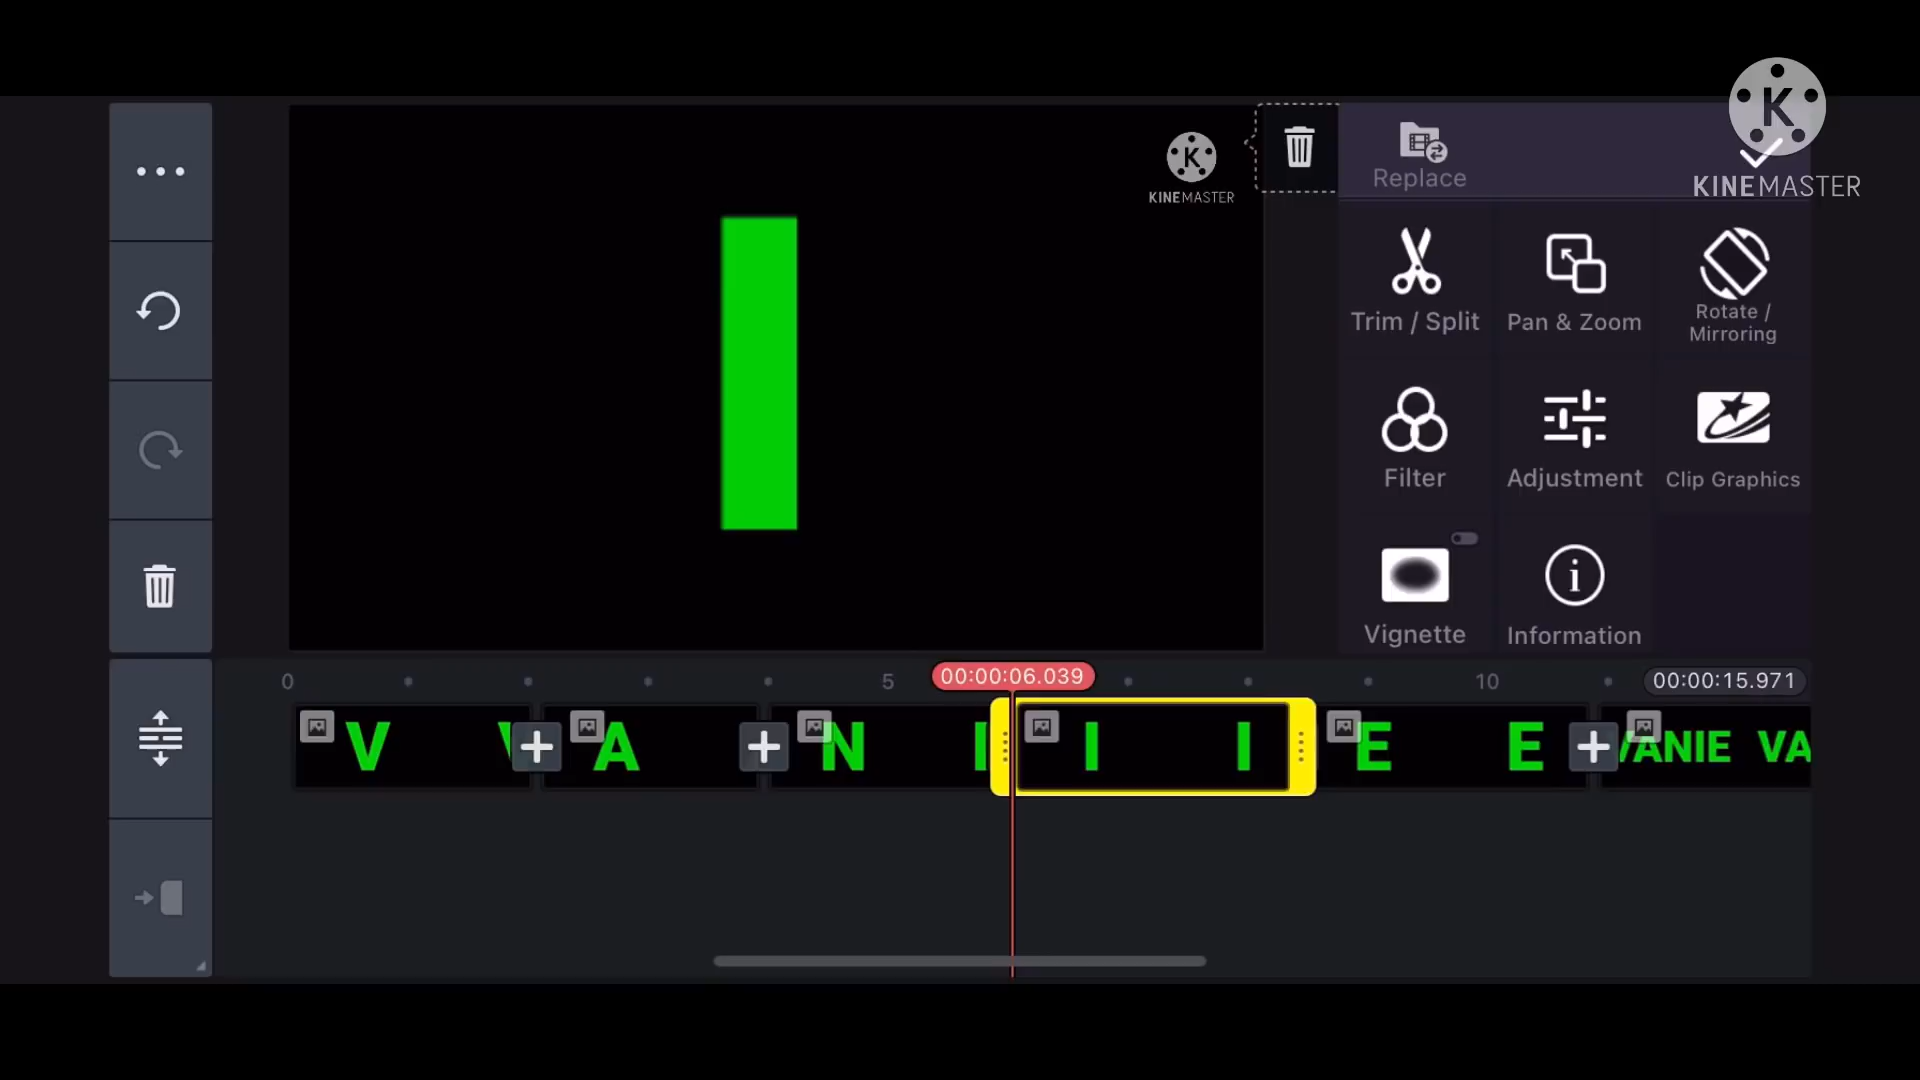 K
KINEMASTER
K
KINEMASTER
Replace
Trim / Split
Pan & Zoom
Rotate /
Mirroring
Filter
Adjustment
Clip Graphics
Vignette
Information
I
0
5
00:00:06.039
10
00:00:15.971
V
A
N
I
I
I
E
E
VANIE VA